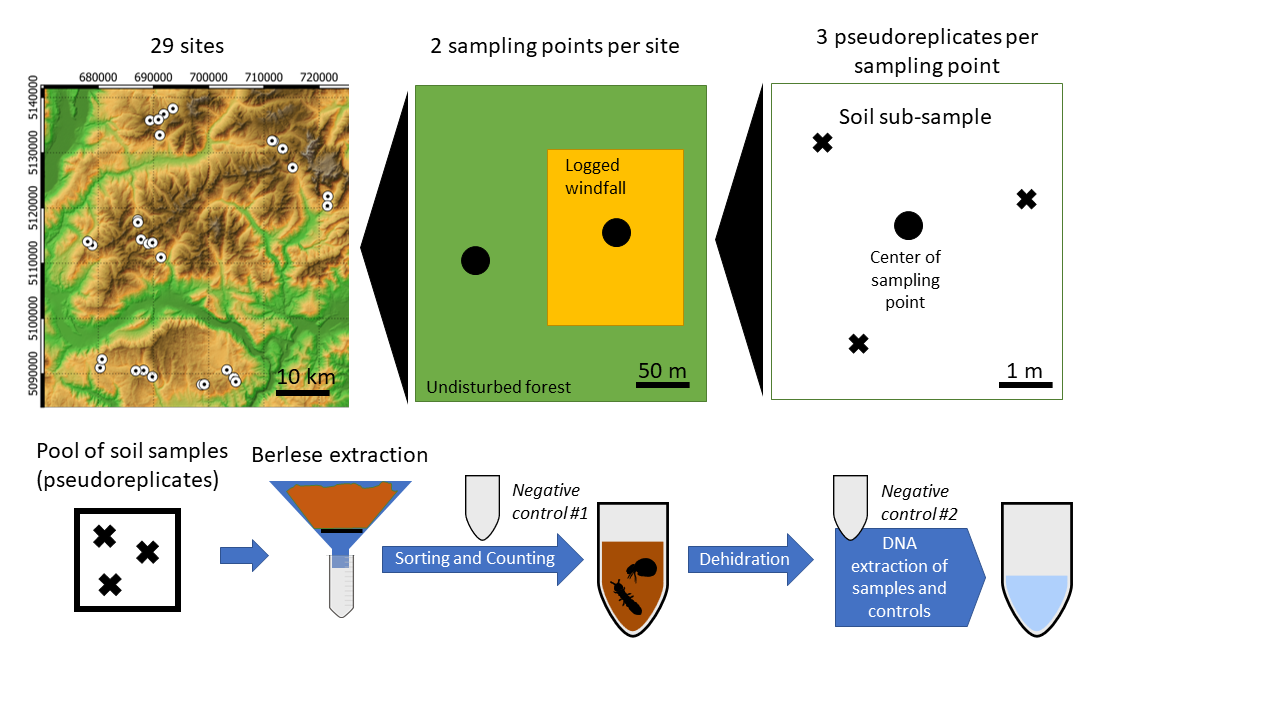 29 sites
2 sampling points per site
3 pseudoreplicates per
sampling point
680000 690000 700000 710000 720000
5140000
5130000
5120000
5110000
5100000
5090000
10 km
Logged
windfall
Undisturbed forest
50 m
Soil sub-sample
Center of
sampling
point
1 m
Pool of soil samples
(pseudoreplicates)
Berlese extraction
Negative
control #1
Sorting and Counting
Dehidration
Negative
control #2
DNA
extraction of
samples and
controls